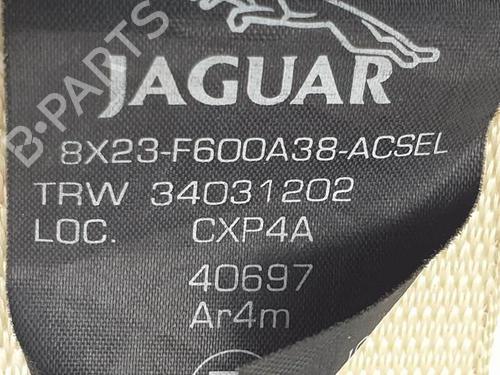 JAGUAR
8X23-F600A38-ACSEL
TRW 34031202
LOC. CXP4A
40697
Ar4m
B-PARTS